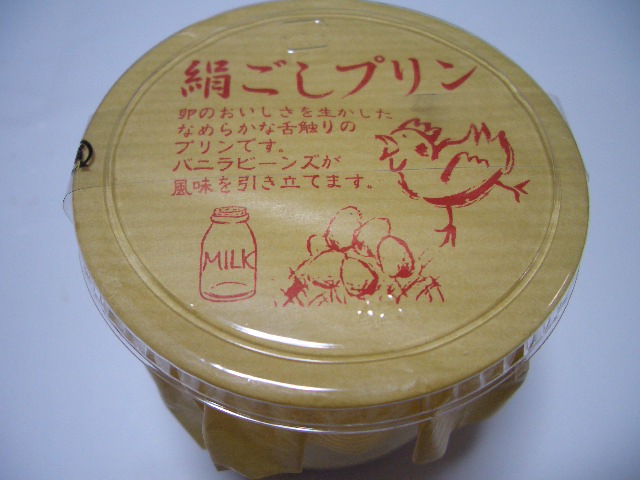 絹ごしプリン
卵のおいしさを生かした
なめらかな舌触りの
プリンです。
バニラビーンズが
風味を引き立てます。
MILK